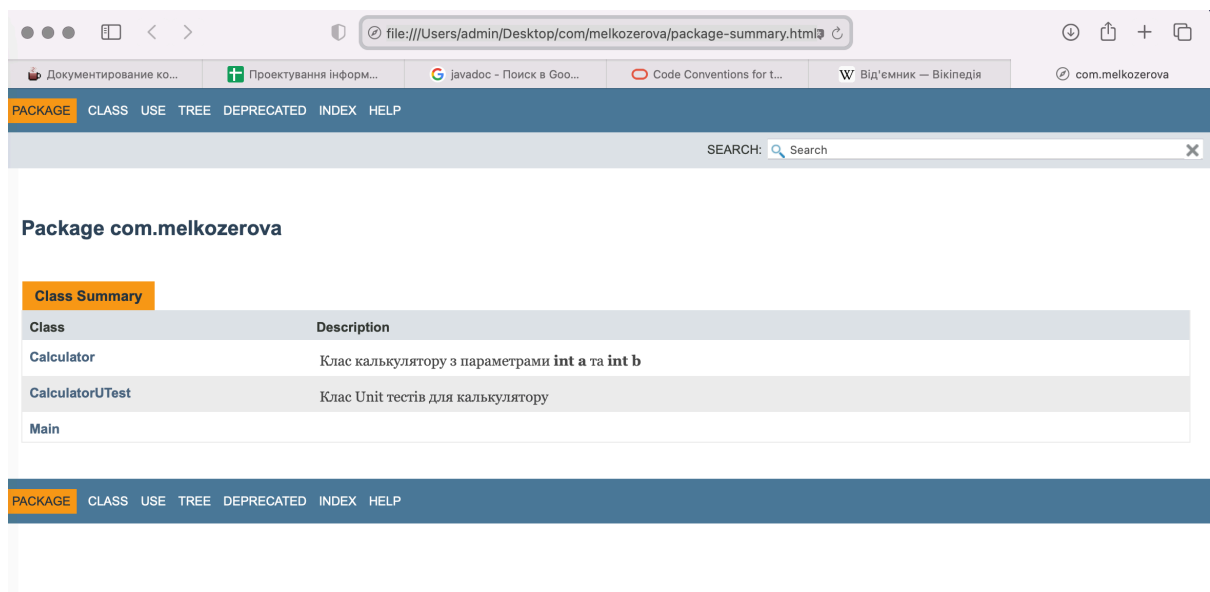 file:///Users/admin/Desktop/com/melkozerova/package-summary.html
Документирование ко... Проектування інформ... javadoc - Поиск в Goo... Code Conventions for t... Від'ємник — Вікіпедія com.melkozerova
PACKAGE CLASS USE TREE DEPRECATED INDEX HELP
SEARCH: Search
Package com.melkozerova
Class Summary
Class Description
Calculator Клас калькулятору з параметрами int a та int b
CalculatorUTest Клас Unit тестів для калькулятору
Main
PACKAGE CLASS USE TREE DEPRECATED INDEX HELP